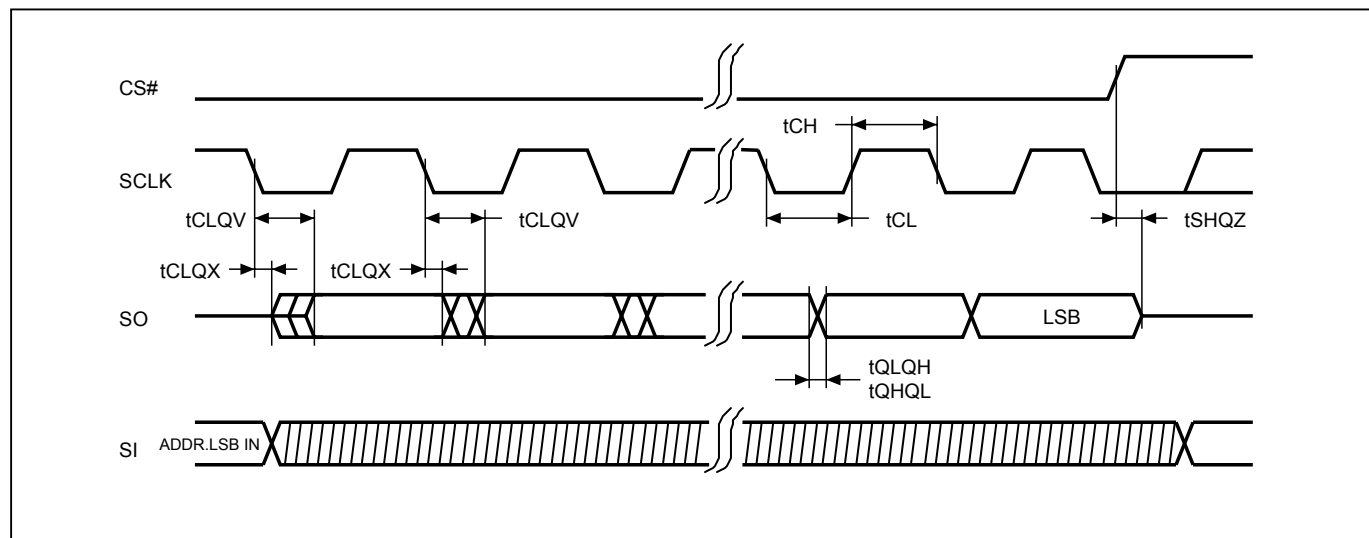 CS#
tCH
SCLK
tCLQV
tCLQV
tCL
tSHQZ
tCLQX
tCLQX
SO
LSB
tQLQH
tQHQL
SI
ADDR.LSB IN